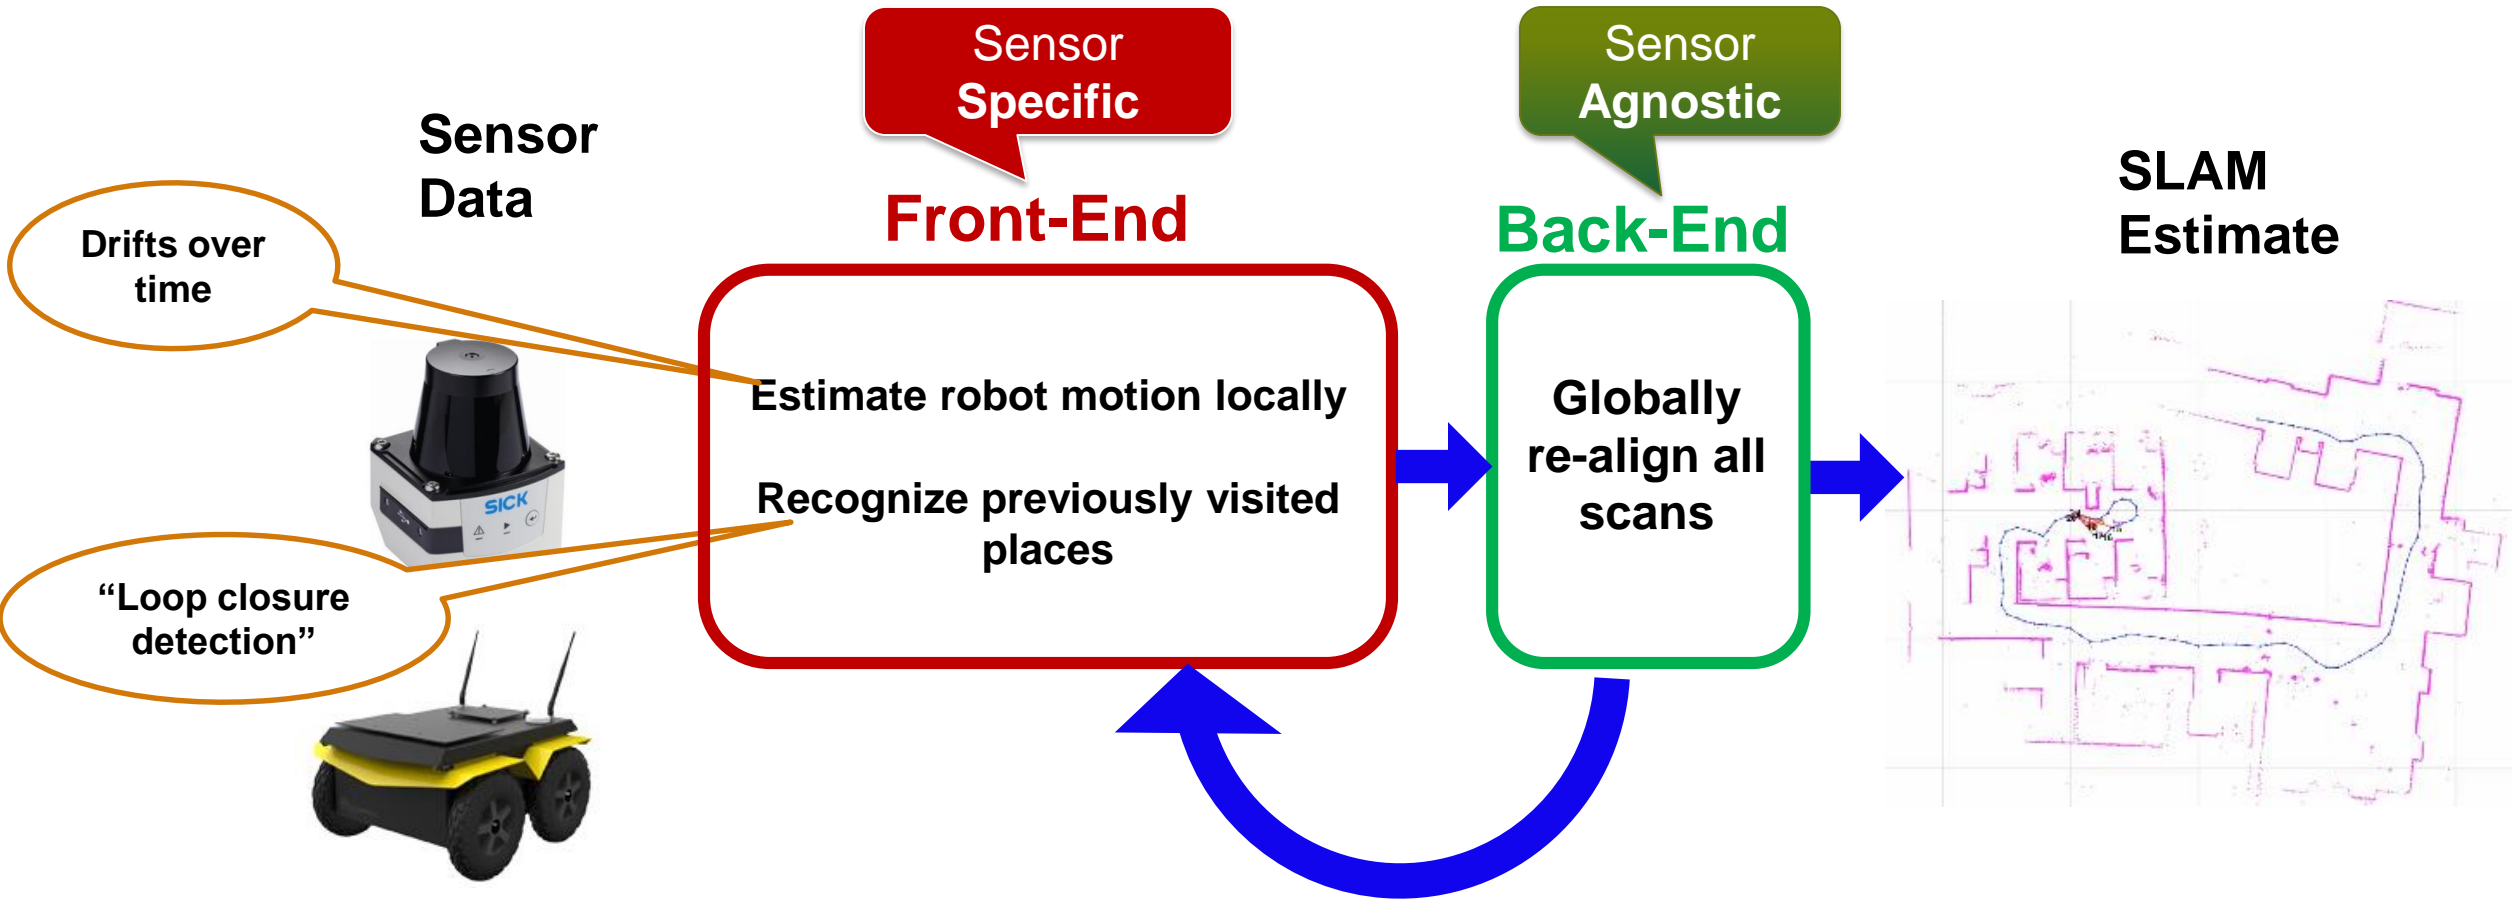 Sensor
Specific
Sensor
Agnostic
Sensor
Data
Front-End
Back-End
SLAM
Estimate
Drifts over
time
Estimate robot motion locally
Recognize previously visited
places
Globally
re-align all
scans
SICK
“Loop closure
detection”